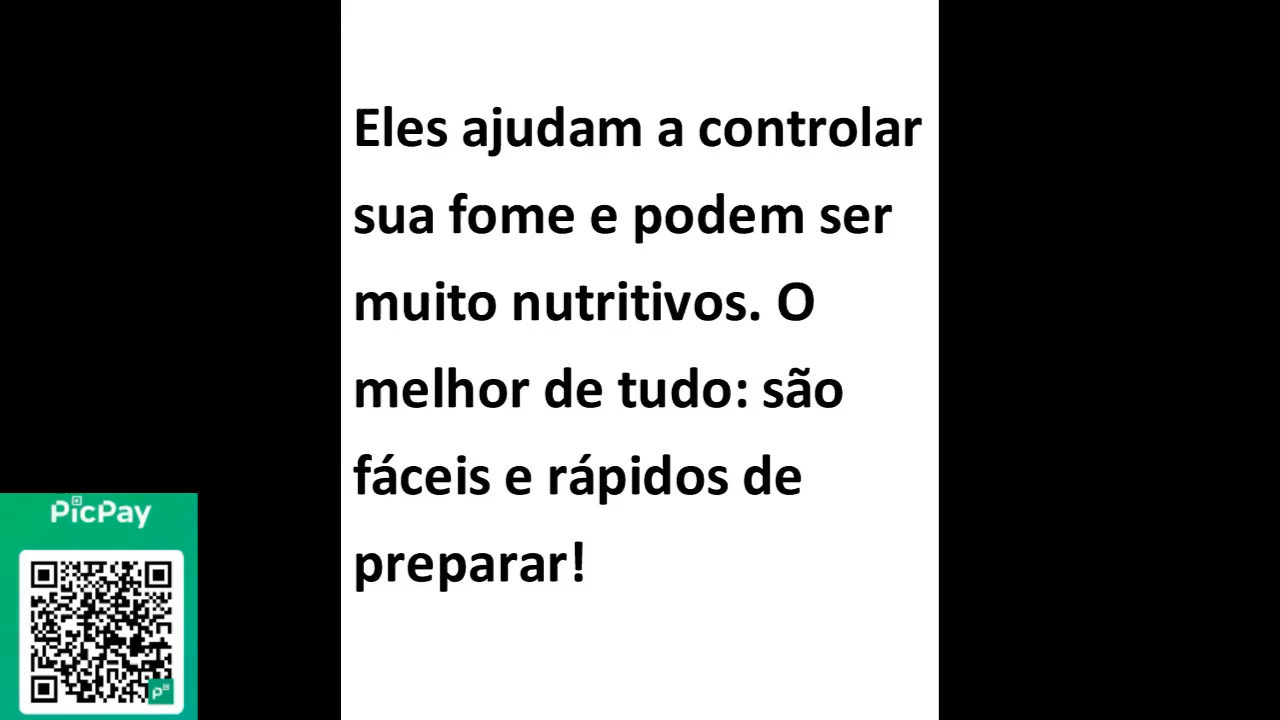 Eles ajudam a controlar
sua fome e podem ser
muito nutritivos. O
melhor de tudo: são
fáceis e rápidos de
preparar!
PicPay